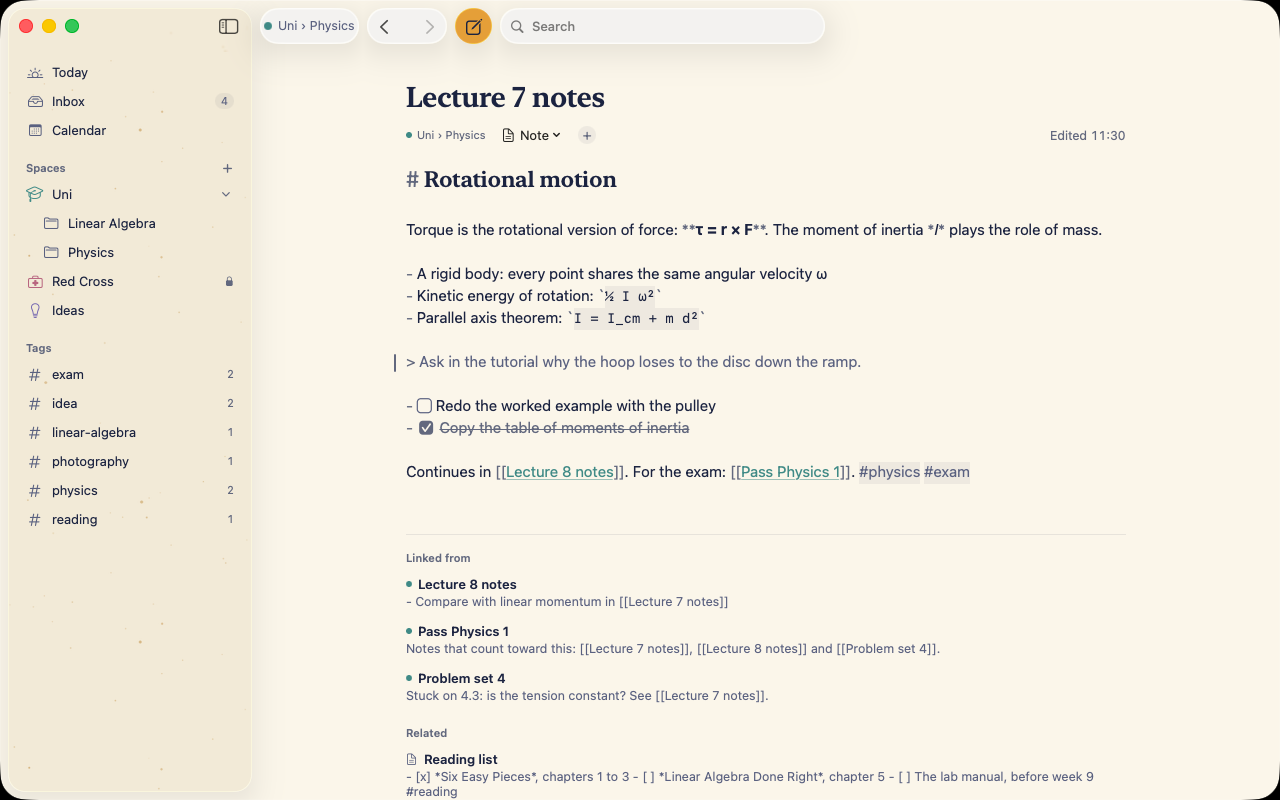 Uni › Physics
Search
Today
Inbox 4
Calendar
Spaces +
Uni
Linear Algebra
Physics
Red Cross
Ideas
Tags
# exam 2
# idea 2
# linear-algebra 1
# photography 1
# physics 2
# reading 1
Lecture 7 notes
Uni › Physics Note + Edited 11:30
# Rotational motion
Torque is the rotational version of force: **τ = r × F**. The moment of inertia *I* plays the role of mass.
- A rigid body: every point shares the same angular velocity ω
- Kinetic energy of rotation: `½ I ω²`
- Parallel axis theorem: `I = I_cm + m d²`
> Ask in the tutorial why the hoop loses to the disc down the ramp.
- Redo the worked example with the pulley
- Copy the table of moments of inertia
Continues in [[Lecture 8 notes]]. For the exam: [[Pass Physics 1]]. #physics #exam
Linked from
Lecture 8 notes
- Compare with linear momentum in [[Lecture 7 notes]]
Pass Physics 1
Notes that count toward this: [[Lecture 7 notes]], [[Lecture 8 notes]] and [[Problem set 4]].
Problem set 4
Stuck on 4.3: is the tension constant? See [[Lecture 7 notes]].
Related
Reading list
- [x] *Six Easy Pieces*, chapters 1 to 3 - [ ] *Linear Algebra Done Right*, chapter 5 - [ ] The lab manual, before week 9
#reading